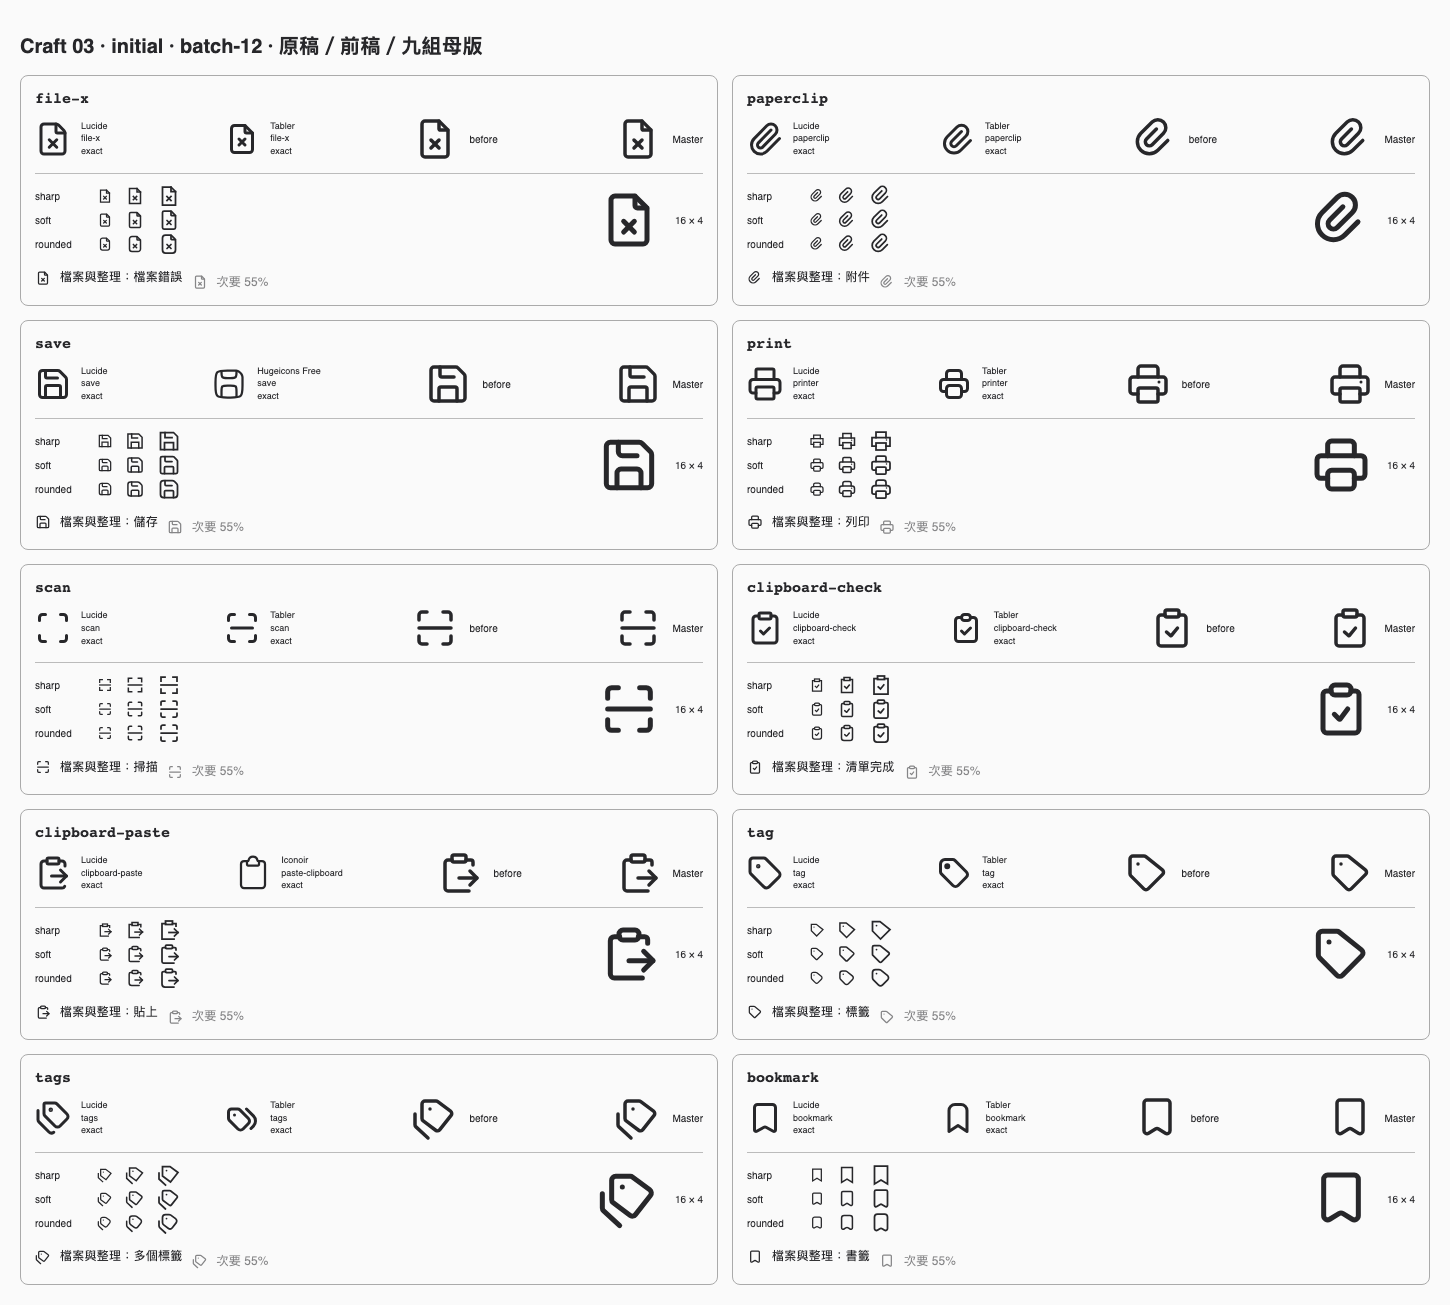 Craft 03 · initial · batch-12 · 原稿 / 前稿 / 九組母版
file-x
Lucide
file-x
exact
Tabler
file-x
exact
before
Master
sharp
soft
rounded
16 × 4
檔案與整理：檔案錯誤
次要 55%
paperclip
Lucide
paperclip
exact
Tabler
paperclip
exact
before
Master
sharp
soft
rounded
16 × 4
檔案與整理：附件
次要 55%
save
Lucide
save
exact
Hugeicons Free
save
exact
before
Master
sharp
soft
rounded
16 × 4
檔案與整理：儲存
次要 55%
print
Lucide
printer
exact
Tabler
printer
exact
before
Master
sharp
soft
rounded
16 × 4
檔案與整理：列印
次要 55%
scan
Lucide
scan
exact
Tabler
scan
exact
before
Master
sharp
soft
rounded
16 × 4
檔案與整理：掃描
次要 55%
clipboard-check
Lucide
clipboard-check
exact
Tabler
clipboard-check
exact
before
Master
sharp
soft
rounded
16 × 4
檔案與整理：清單完成
次要 55%
clipboard-paste
Lucide
clipboard-paste
exact
Iconoir
paste-clipboard
exact
before
Master
sharp
soft
rounded
16 × 4
檔案與整理：貼上
次要 55%
tag
Lucide
tag
exact
Tabler
tag
exact
before
Master
sharp
soft
rounded
16 × 4
檔案與整理：標籤
次要 55%
tags
Lucide
tags
exact
Tabler
tags
exact
before
Master
sharp
soft
rounded
16 × 4
檔案與整理：多個標籤
次要 55%
bookmark
Lucide
bookmark
exact
Tabler
bookmark
exact
before
Master
sharp
soft
rounded
16 × 4
檔案與整理：書籤
次要 55%